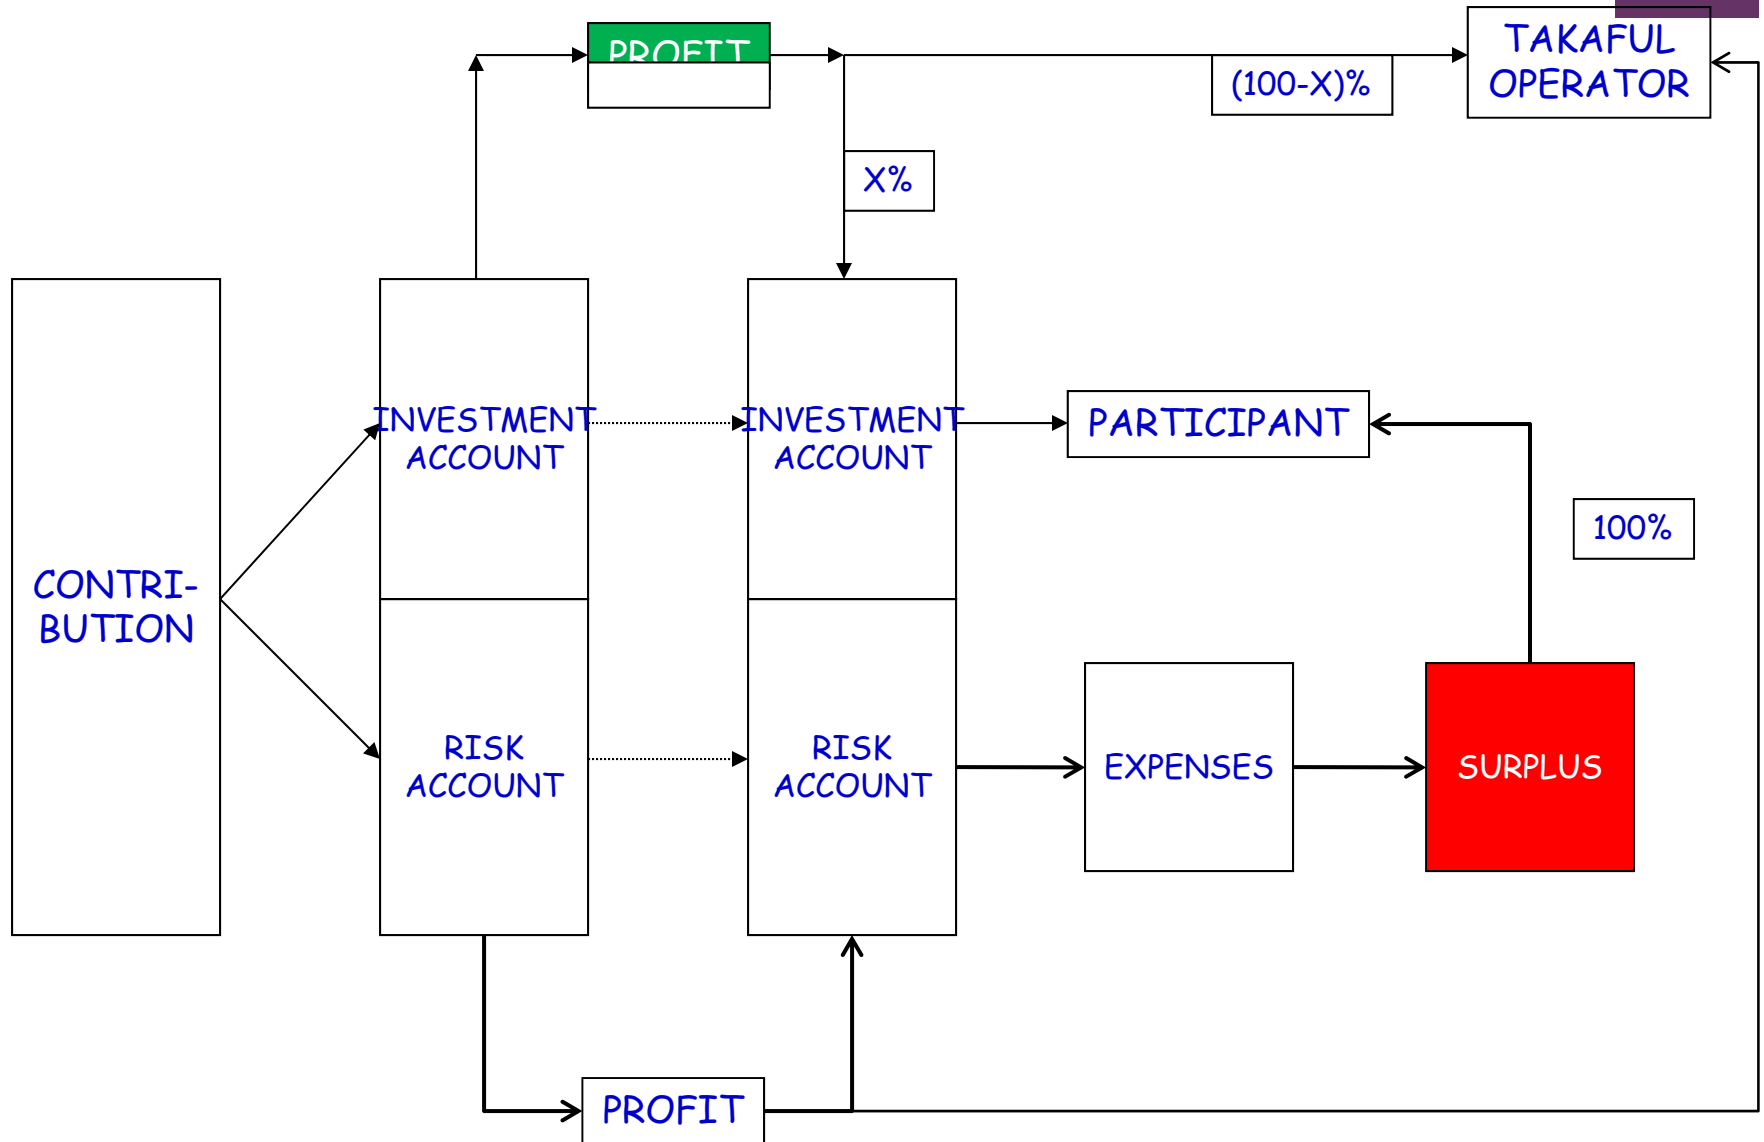 PROFIT
TAKAFUL
OPERATOR
(100-X)%
X%
INVESTMENT
ACCOUNT
INVESTMENT
ACCOUNT
PARTICIPANT
100%
CONTRI-
BUTION
RISK
ACCOUNT
RISK
ACCOUNT
EXPENSES
SURPLUS
PROFIT